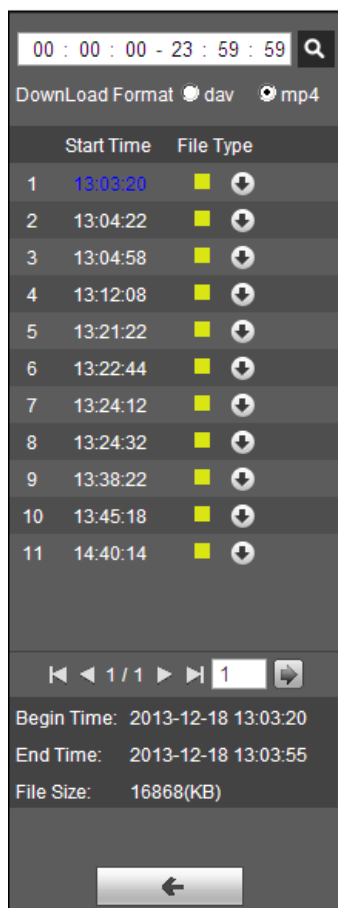 00 : 00 : 00 - 23 : 59 : 59
DownLoad Format dav mp4
Start Time File Type
1 13:03:20
2 13:04:22
3 13:04:58
4 13:12:08
5 13:21:22
6 13:22:44
7 13:24:12
8 13:24:32
9 13:38:22
10 13:45:18
11 14:40:14
1 / 1 1
Begin Time: 2013-12-18 13:03:20
End Time: 2013-12-18 13:03:55
File Size: 16868(KB)